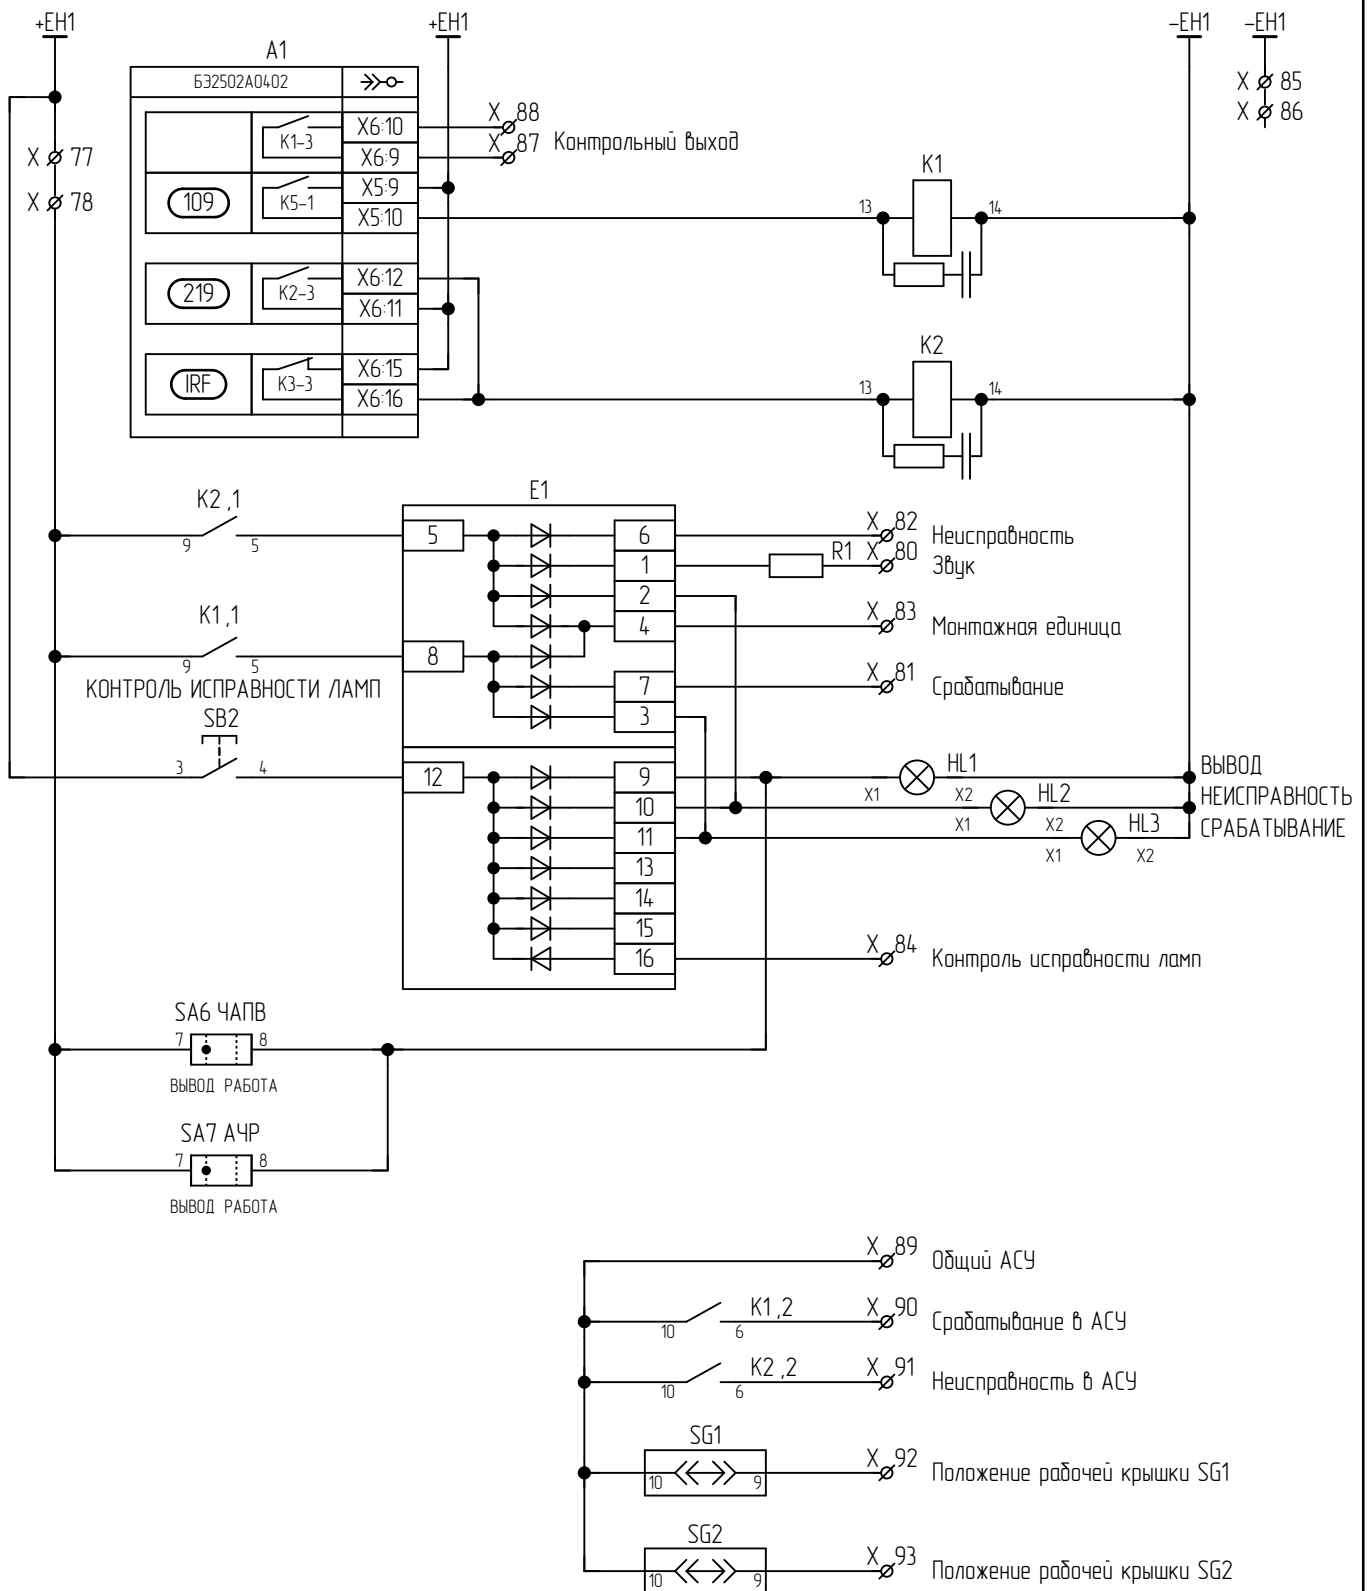 +EH1 +EH1 -EH1 -EH1
A1
БЭ2502А0402
X 85
X 86
K1-3 X6:10 X 88
X6:9 X 87 Контрольный выход
X 77
109 K5-1 X5:9
X 78
X5:10 13 K1 14
219 K2-3 X6:12
X6:11
IRF K3-3 X6:15
X6:16 13 K2 14
E1
K2,1
9 5
5 6 X 82 Неисправность
1 R1 X 80 Звук
2
4 X 83 Монтажная единица
K1,1
9 5
8
7 X 81 Срабатывание
3
КОНТРОЛЬ ИСПРАВНОСТИ ЛАМП
SB2
3 4
12 9 X1 HL1 X2 ВЫВОД
10 X1 HL2 X2 НЕИСПРАВНОСТЬ
11 X1 HL3 X2 СРАБАТЫВАНИЕ
13
14
15
16 X 84 Контроль исправности ламп
SA6 ЧАПВ
7 8
ВЫВОД РАБОТА
SA7 АЧР
7 8
ВЫВОД РАБОТА
X 89 Общий АСУ
10 K1,2 6 X 90 Срабатывание в АСУ
10 K2,2 6 X 91 Неисправность в АСУ
SG1
10 9 X 92 Положение рабочей крышки SG1
SG2
10 9 X 93 Положение рабочей крышки SG2